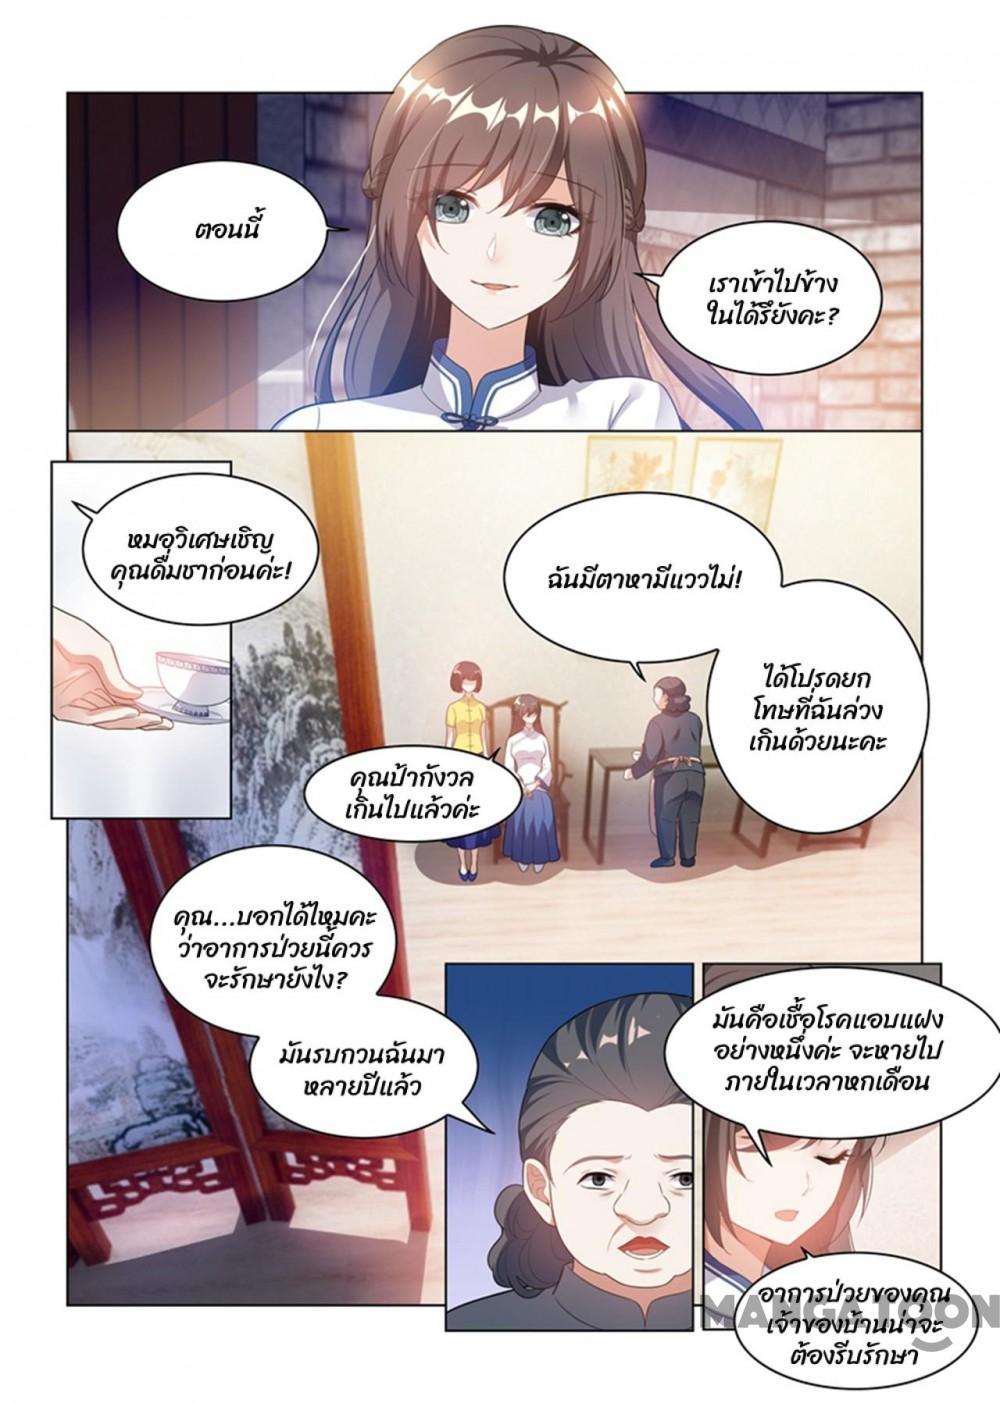 ตอนนี้
เราเข้าไปข้าง
ในได้รึยังคะ?
หมอวิเศษเชิญ
คุณดื่มชาก่อนค่ะ!
ฉันมีตาหามีแววไม่!
ได้โปรดยก
โทษที่ฉันล่วง
เกินด้วยนะคะ
คุณป้ากังวล
เกินไปแล้วค่ะ
คุณ...บอกได้ไหมคะ
ว่าอาการป่วยนี้ควร
จะรักษายังไง?
มันรบกวนฉันมา
หลายปีแล้ว
มันคือเชื้อโรคแอบแฝง
อย่างหนึ่งค่ะ จะหายไป
ภายในเวลาหกเดือน
อาการป่วยของคุณ
เจ้าของบ้านน่าจะ
ต้องรีบรักษา
MANGATOON